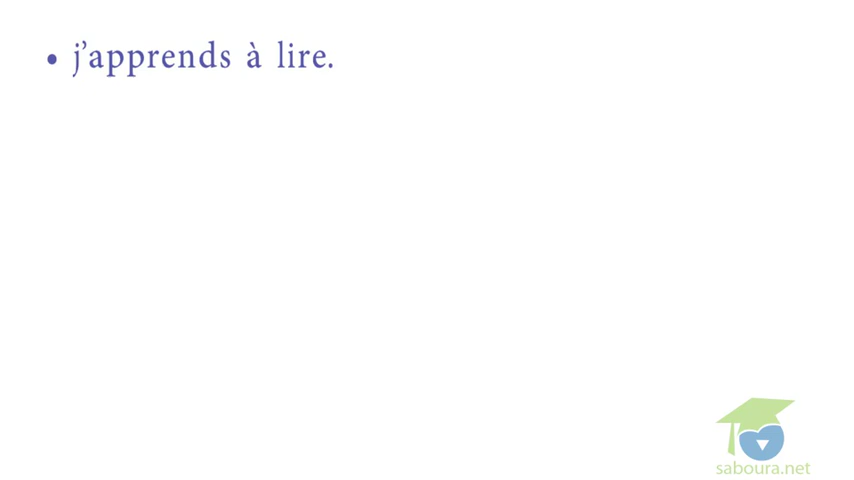 • j’apprends à lire.
saboura.net